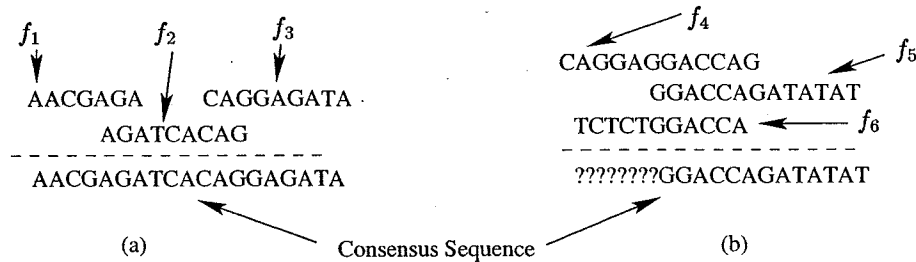 f1 f2 f3
AACGAGA CAGGAGATA
AGATCACAG
AACGAGATCACAGGAGATA
(a)
f4
f5
CAGGAGGACCAG
GGACCAGATATAT
TCTCTGGACCA f6
????????GGACCAGATATAT
(b)
Consensus Sequence